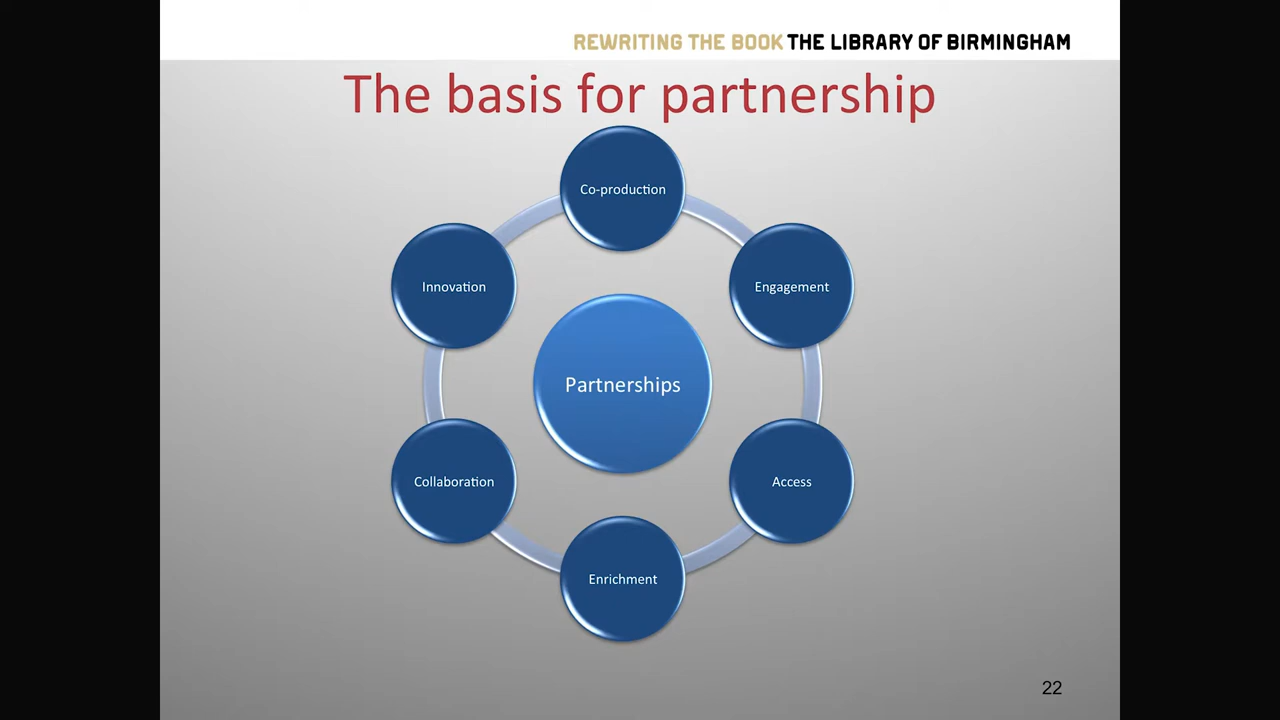 REWRITING THE BOOK THE LIBRARY OF BIRMINGHAM
The basis for partnership
Co-production
Innovation
Engagement
Partnerships
Collaboration
Access
Enrichment
22